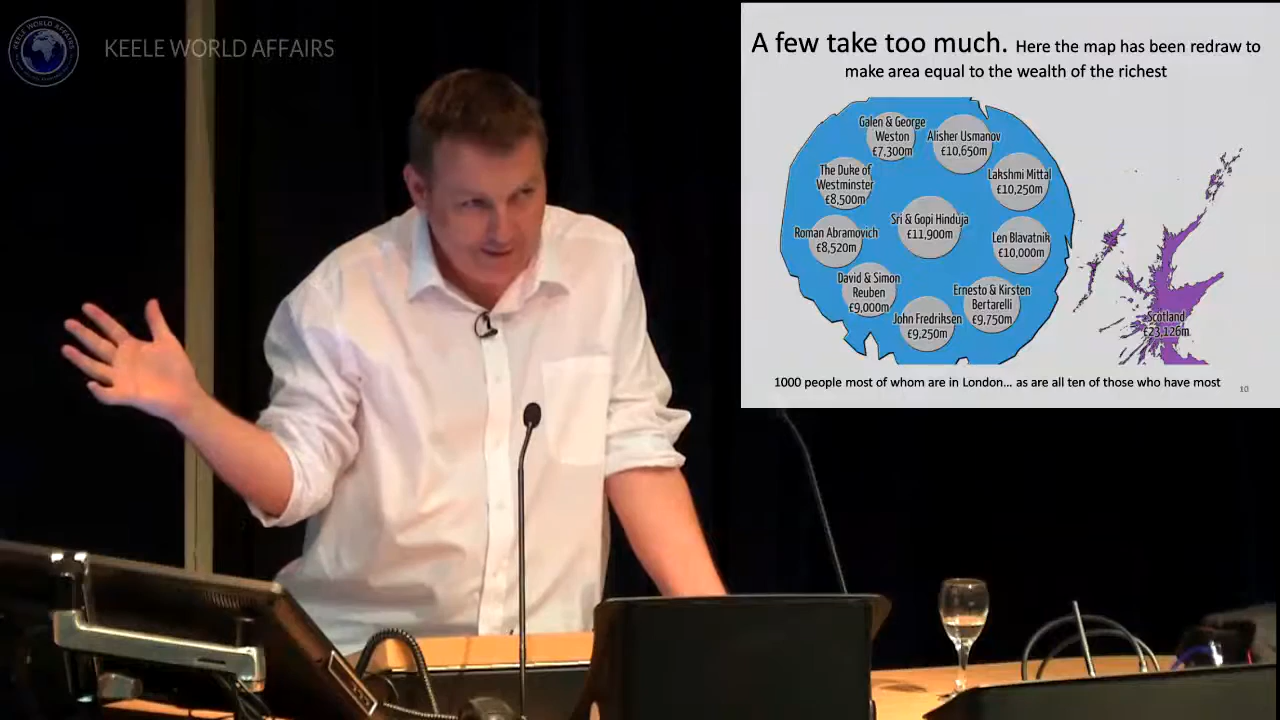 KEELE WORLD AFFAIRS
A few take too much. Here the map has been redraw to
make area equal to the wealth of the richest
Galen & George
Weston
£7,300m
Alisher Usmanov
£10,650m
The Duke of
Westminster
£8,500m
Lakshmi Mittal
£10,250m
Sri & Gopi Hinduja
£11,900m
Roman Abramovich
£8,520m
Len Blavatnik
£10,000m
David & Simon
Reuben
£9,000m
Ernesto & Kirsten
Bertarelli
£9,750m
John Fredriksen
£9,250m
Scotland
£23,126m
1000 people most of whom are in London... as are all ten of those who have most
10